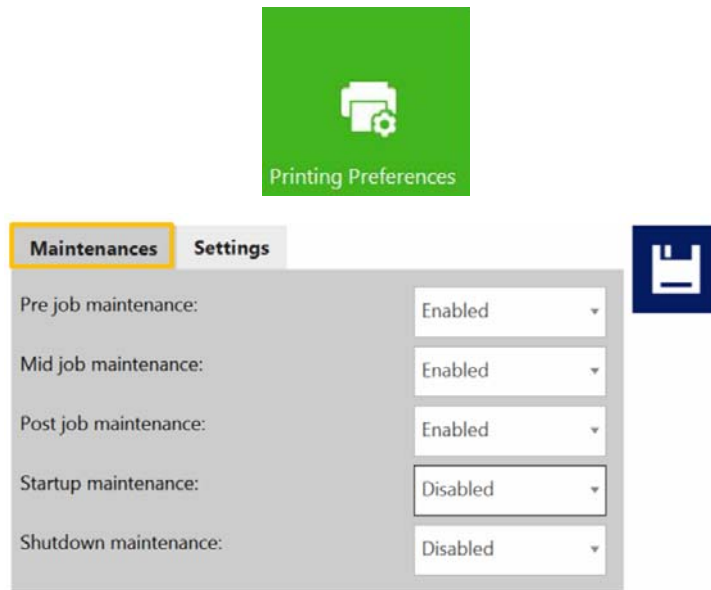 Printing Preferences
Maintenances Settings
Pre job maintenance: Enabled
Mid job maintenance: Enabled
Post job maintenance: Enabled
Startup maintenance: Disabled
Shutdown maintenance: Disabled